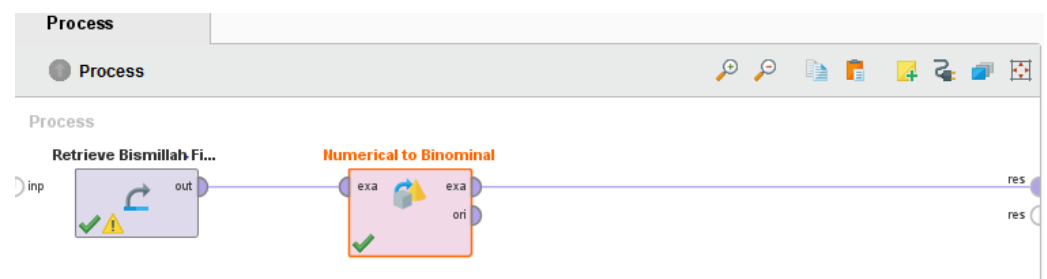 Process
Process
Process
Retrieve Bismillah Fi...
Numerical to Binominal
inp
out
exa
exa
ori
res
res